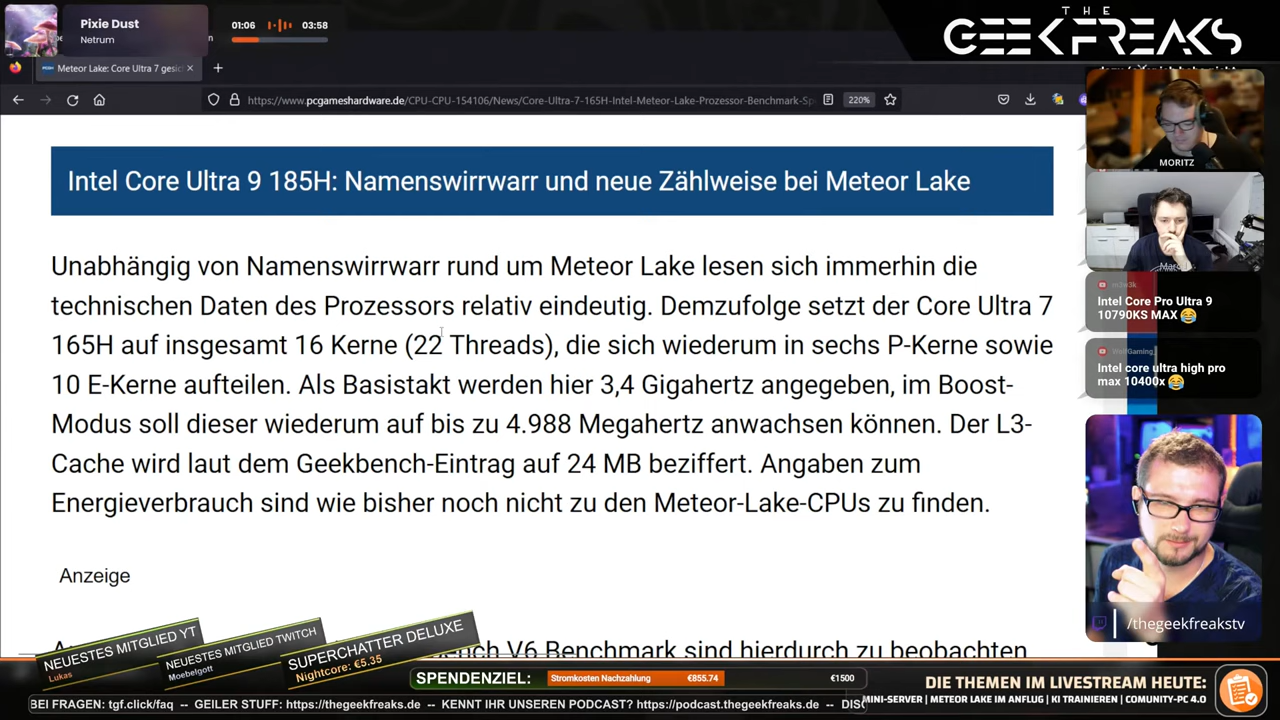 Pixie Dust
Netrum
01:06
03:58
THE
GEEKFREAKS
Meteor Lake: Core Ultra 7 gesic
https://www.pcgameshardware.de/CPU-CPU-154106/News/Core-Ultra-7-165H-Intel-Meteor-Lake-Prozessor-Benchmark-Sp
220%
Intel Core Ultra 9 185H: Namenswirrwarr und neue Zählweise bei Meteor Lake
Unabhängig von Namenswirrwarr rund um Meteor Lake lesen sich immerhin die
technischen Daten des Prozessors relativ eindeutig. Demzufolge setzt der Core Ultra 7
165H auf insgesamt 16 Kerne (22 Threads), die sich wiederum in sechs P-Kerne sowie
10 E-Kerne aufteilen. Als Basistakt werden hier 3,4 Gigahertz angegeben, im Boost-
Modus soll dieser wiederum auf bis zu 4.988 Megahertz anwachsen können. Der L3-
Cache wird laut dem Geekbench-Eintrag auf 24 MB beziffert. Angaben zum
Energieverbrauch sind wie bisher noch nicht zu den Meteor-Lake-CPUs zu finden.
Anzeige
V6 Benchmark sind hierdurch zu beobachten
MORITZ
Intel Core Pro Ultra 9
10790KS MAX 😂
Intel core ultra high pro
max 10400x 😂
/thegeekfreakstv
NEUESTES MITGLIED YT
Lukas
NEUESTES MITGLIED TWITCH
Moebelgott
SUPERCHATTER DELUXE
Nightcore: €5.35
SPENDENZIEL:
Stromkosten Nachzahlung
€855.74
€1500
DIE THEMEN IM LIVESTREAM HEUTE:
MINI-SERVER | METEOR LAKE IM ANFLUG | KI TRAINIEREN | COMUNITY-PC 4.0
BEI FRAGEN: tgf.click/faq -- GEILER STUFF: https://thegeekfreaks.de -- KENNT IHR UNSEREN PODCAST? https://podcast.thegeekfreaks.de -- DISC